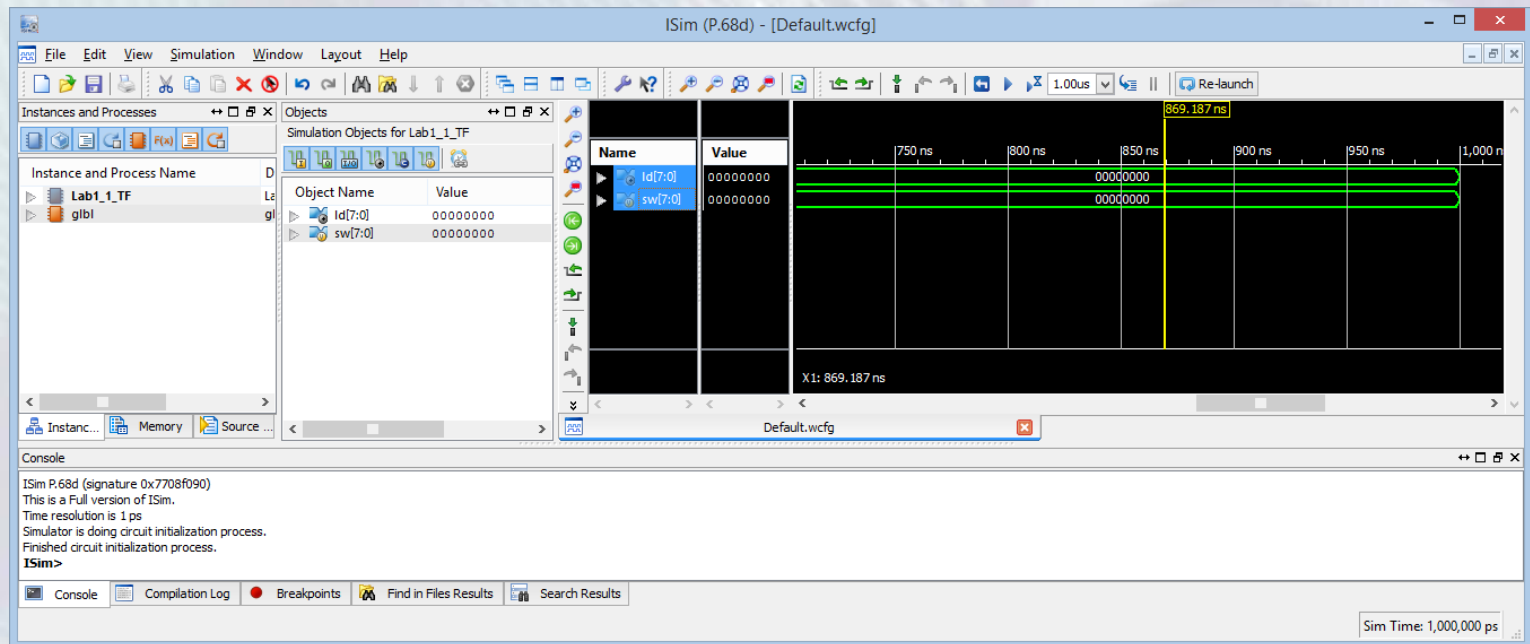 ISim (P.68d) - [Default.wcfg]
File Edit View Simulation Window Layout Help
1.00us Re-launch
Instances and Processes
Instance and Process Name D
Lab1_1_TF La
glbl gl
Instanc... Memory Source ...
Objects
Simulation Objects for Lab1_1_TF
Object Name Value
ld[7:0] 00000000
sw[7:0] 00000000
869.187 ns
Name Value 750 ns 800 ns 850 ns 900 ns 950 ns 1,000 n
ld[7:0] 00000000 00000000
sw[7:0] 00000000 00000000
X1: 869.187 ns
Default.wcfg
Console
ISim P.68d (signature 0x7708f090)
This is a Full version of ISim.
Time resolution is 1 ps
Simulator is doing circuit initialization process.
Finished circuit initialization process.
ISim>
Console Compilation Log Breakpoints Find in Files Results Search Results
Sim Time: 1,000,000 ps